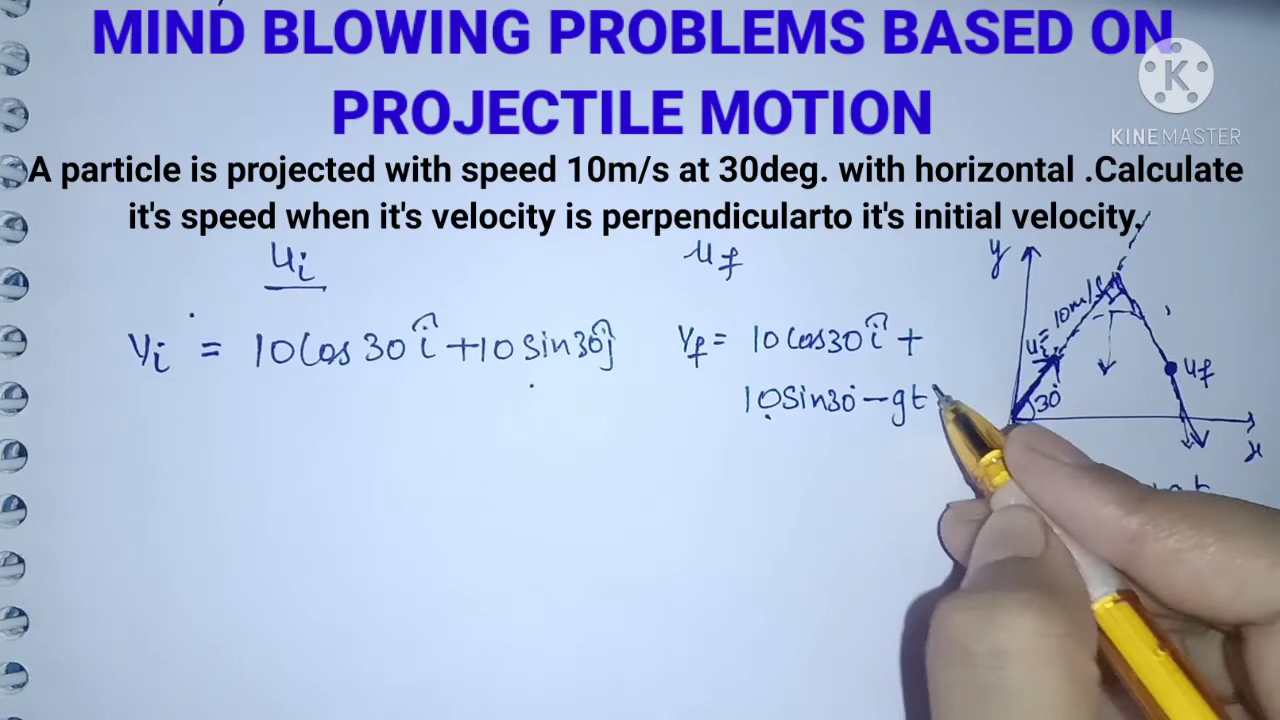 MIND BLOWING PROBLEMS BASED ON
PROJECTILE MOTION
K
KINEMASTER
A particle is projected with speed 10m/s at 30deg. with horizontal .Calculate
it's speed when it's velocity is perpendicularto it's initial velocity.
ui
uf
y
ui = 10m/s
vi = 10Cos30î+10Sin30ĵ
vf = 10Cos30î+
10Sin30°-gt
uf
30°
x